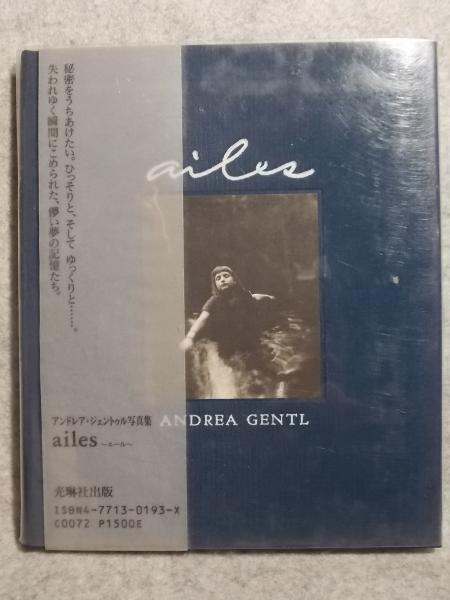 秘密をうちあけたい。ひっそりと、そして ゆっくりと……。
失われゆく瞬間にこめられた、儚い夢の記憶たち。
ailes
ANDREA GENTL
アンドレア・ジェントゥル写真集
ailes ～エール～
光琳社出版
ISBN4-7713-0193-X
C0072 P1500E